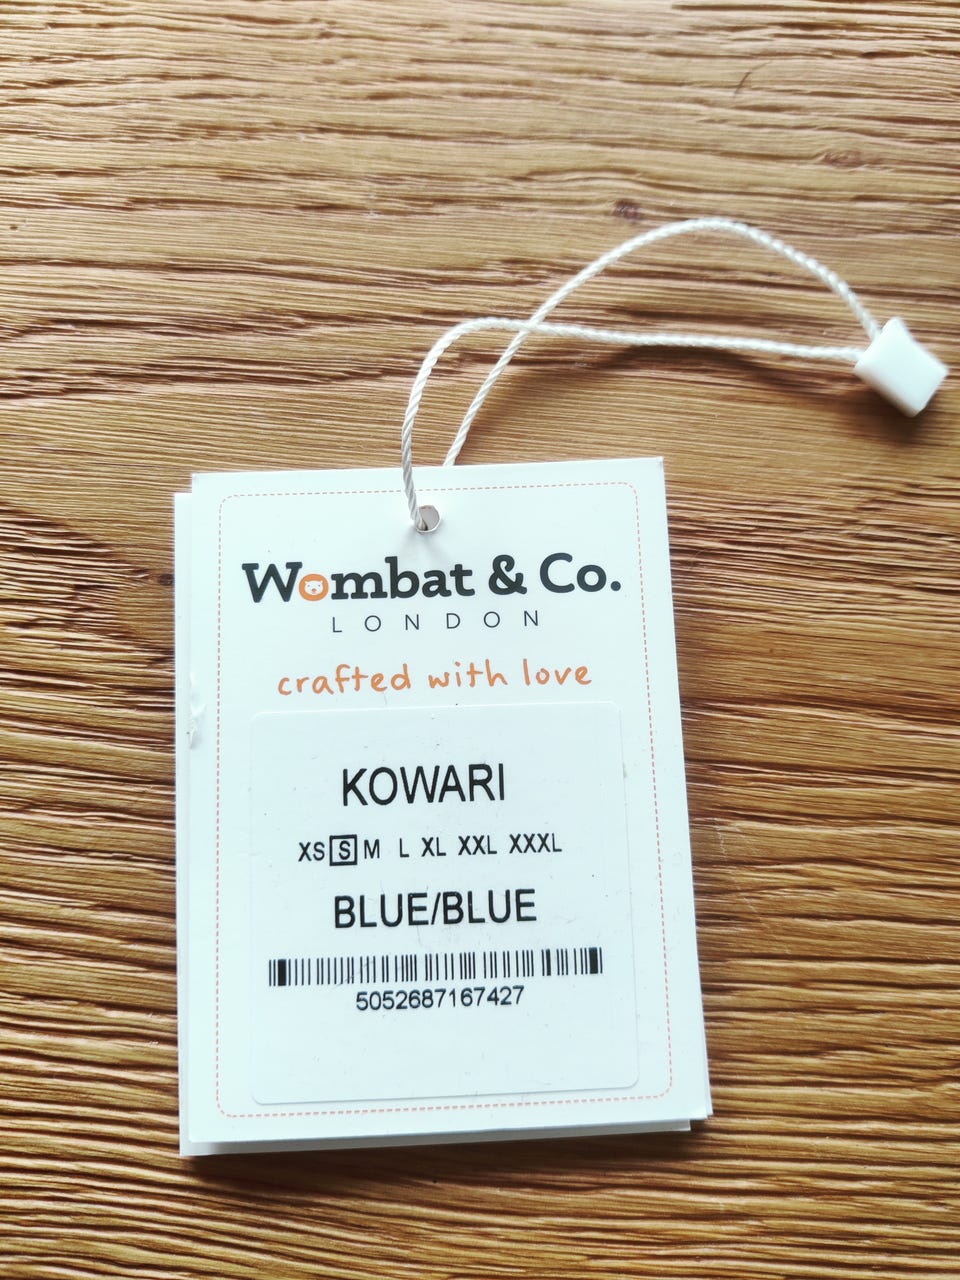 Wombat & Co.
LONDON
crafted with love
KOWARI
XS S M L XL XXL XXXL
BLUE/BLUE
5052687167427